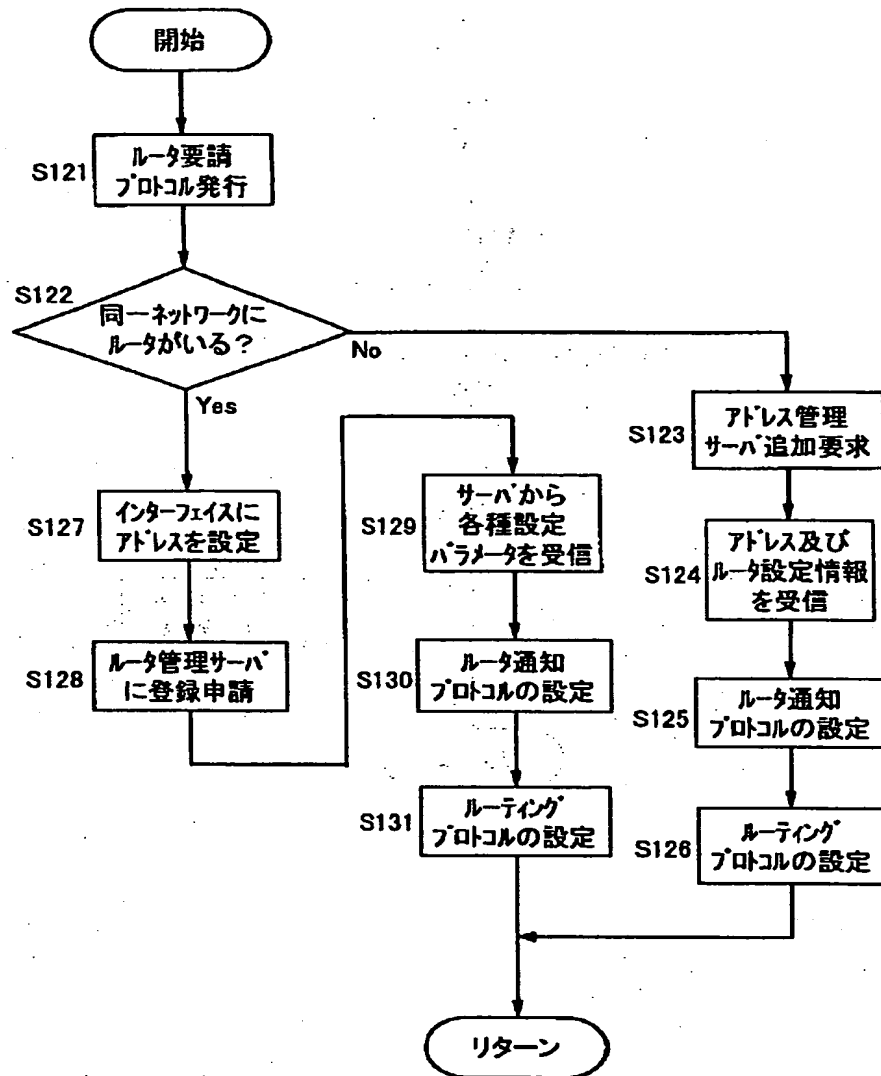 開始
S121
ルータ要請
プロトコル発行
S122
同一ネットワークに
ルータがいる？
No
Yes
S127
インターフェイスに
アドレスを設定
S128
ルータ管理サーバ
に登録申請
S129
サーバから
各種設定
パラメータを受信
S130
ルータ通知
プロトコルの設定
S131
ルーティング
プロトコルの設定
S123
アドレス管理
サーバ追加要求
S124
アドレス及び
ルータ設定情報
を受信
S125
ルータ通知
プロトコルの設定
S126
ルーティング
プロトコルの設定
リターン